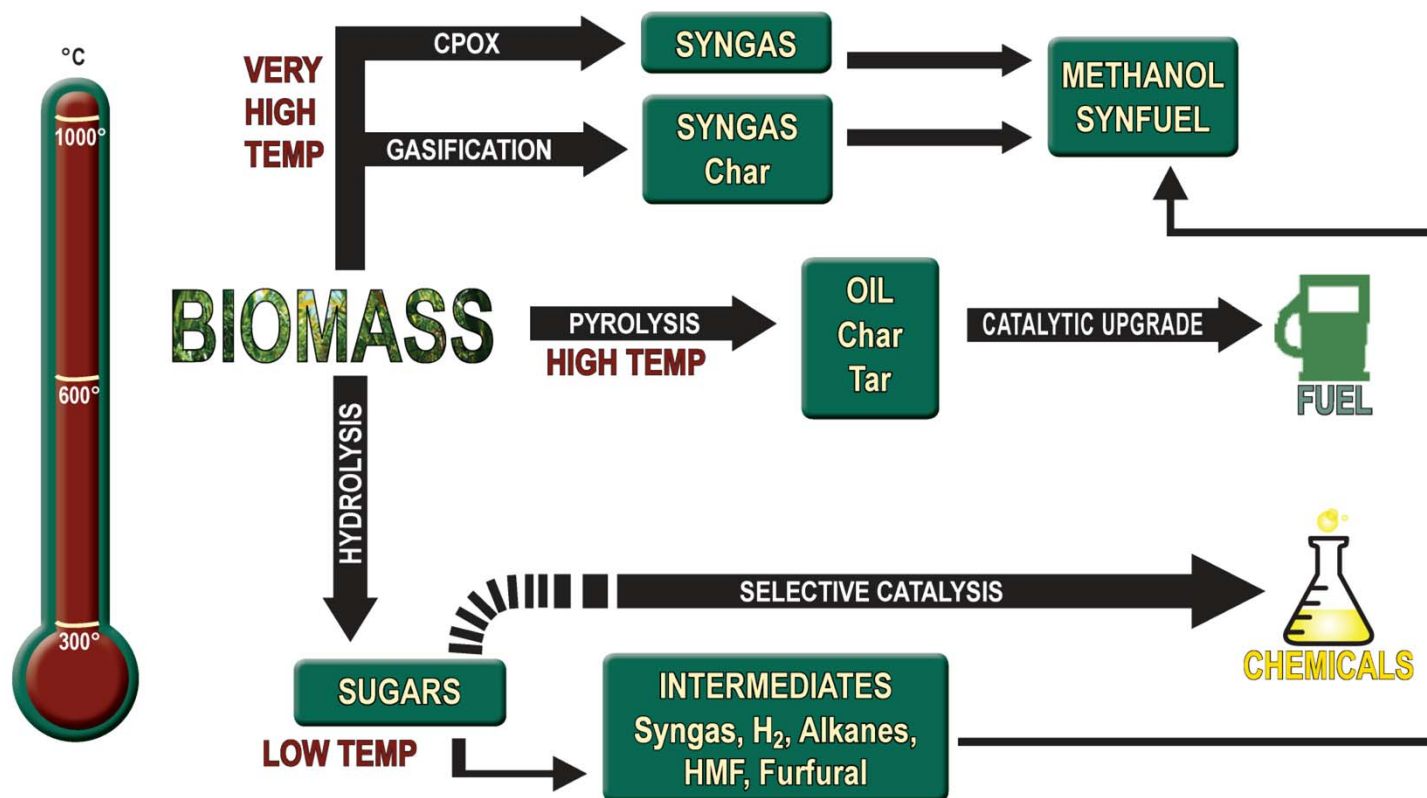 °C
1000°
600°
300°
VERY
HIGH
TEMP
CPOX
SYNGAS
GASIFICATION
SYNGAS
Char
METHANOL
SYNFUEL
BIOMASS
PYROLYSIS
HIGH TEMP
OIL
Char
Tar
CATALYTIC UPGRADE
FUEL
HYDROLYSIS
SELECTIVE CATALYSIS
CHEMICALS
SUGARS
LOW TEMP
INTERMEDIATES
Syngas, H₂, Alkanes,
HMF, Furfural